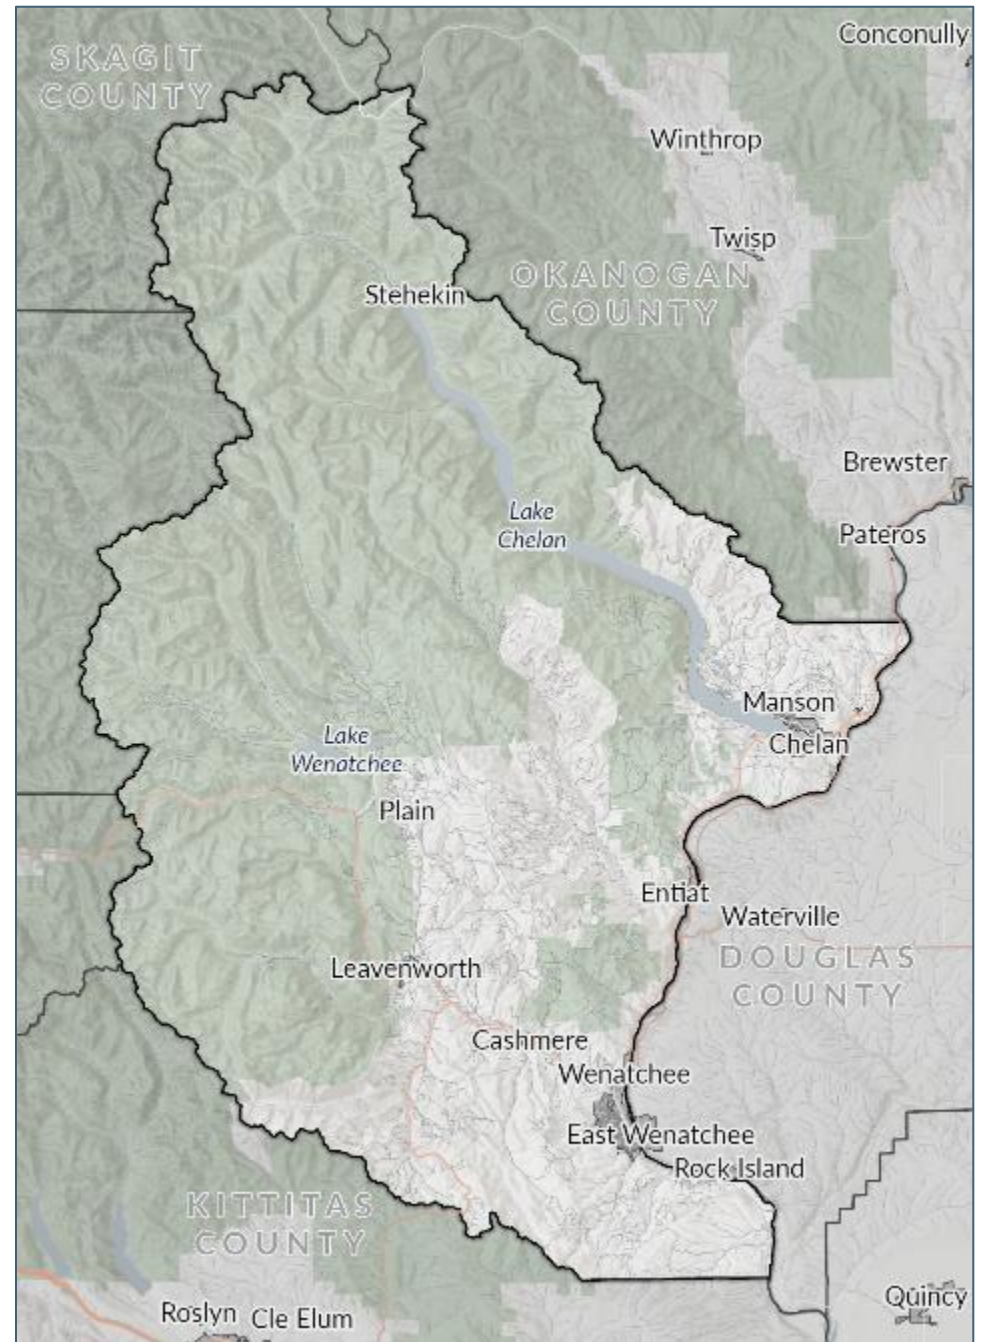 Conconully
SKAGIT
COUNTY
Winthrop
Twisp
OKANOGAN
COUNTY
Stehekin
Brewster
Lake
Chelan
Pateros
Manson
Chelan
Lake
Wenatchee
Plain
Entiat
Waterville
DOUGLAS
COUNTY
Leavenworth
Cashmere
Wenatchee
East Wenatchee
Rock Island
KITTITAS
COUNTY
Quincy
Roslyn
Cle Elum